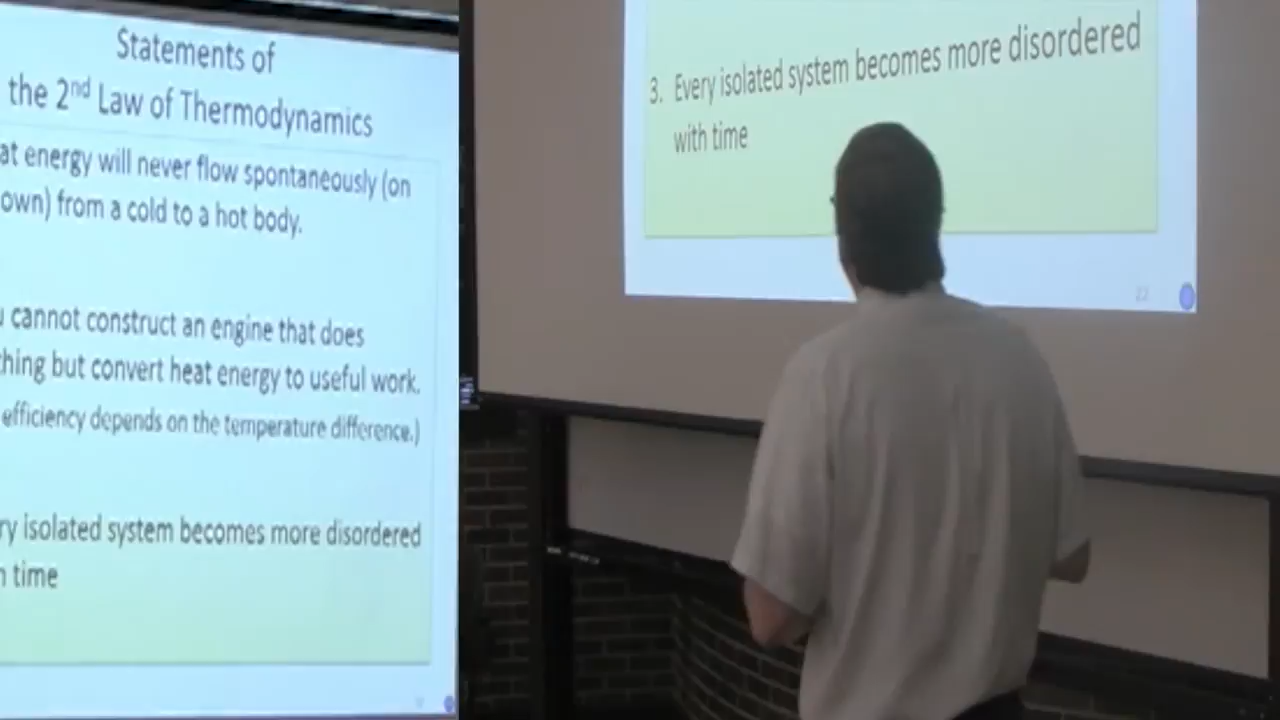 Statements of
the 2nd Law of Thermodynamics
at energy will never flow spontaneously (on
own) from a cold to a hot body.
cannot construct an engine that does
thing but convert heat energy to useful work.
efficiency depends on the temperature difference.)
ry isolated system becomes more disordered
time
3. Every isolated system becomes more disordered
with time
22